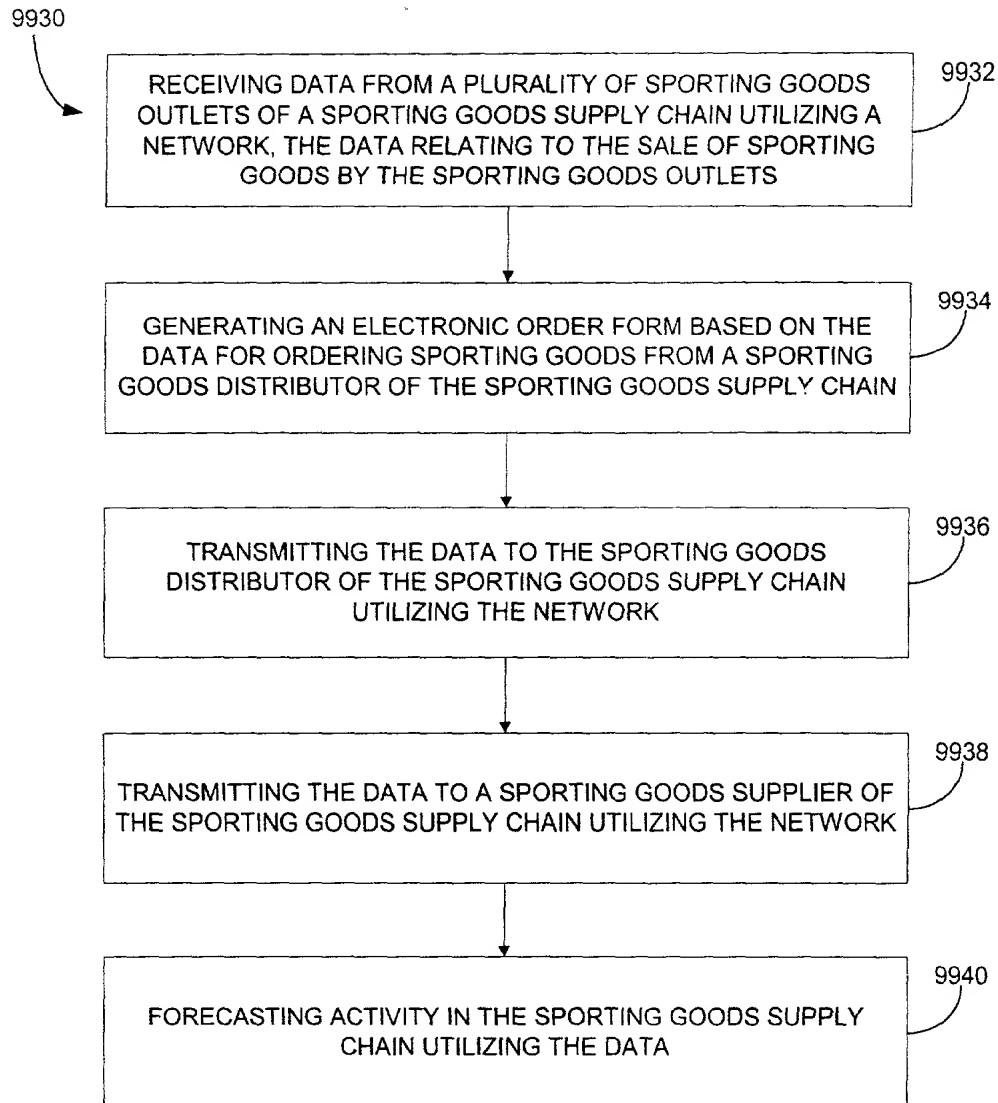 9930
RECEIVING DATA FROM A PLURALITY OF SPORTING GOODS
OUTLETS OF A SPORTING GOODS SUPPLY CHAIN UTILIZING A
NETWORK, THE DATA RELATING TO THE SALE OF SPORTING
GOODS BY THE SPORTING GOODS OUTLETS
9932
GENERATING AN ELECTRONIC ORDER FORM BASED ON THE
DATA FOR ORDERING SPORTING GOODS FROM A SPORTING
GOODS DISTRIBUTOR OF THE SPORTING GOODS SUPPLY CHAIN
9934
TRANSMITTING THE DATA TO THE SPORTING GOODS
DISTRIBUTOR OF THE SPORTING GOODS SUPPLY CHAIN
UTILIZING THE NETWORK
9936
TRANSMITTING THE DATA TO A SPORTING GOODS SUPPLIER OF
THE SPORTING GOODS SUPPLY CHAIN UTILIZING THE NETWORK
9938
FORECASTING ACTIVITY IN THE SPORTING GOODS SUPPLY
CHAIN UTILIZING THE DATA
9940